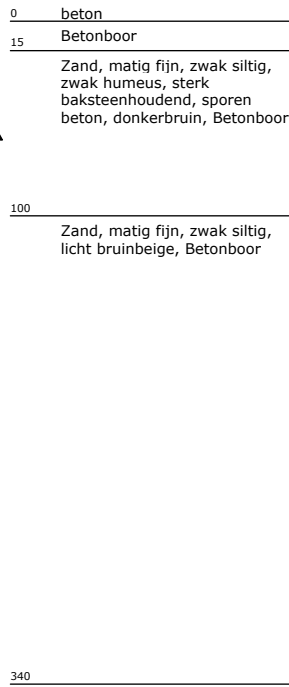 0 beton
15 Betonboor
Zand, matig fijn, zwak siltig,
zwak humeus, sterk
baksteenhoudend, sporen
beton, donkerbruin, Betonboor
100
Zand, matig fijn, zwak siltig,
licht bruinbeige, Betonboor
340